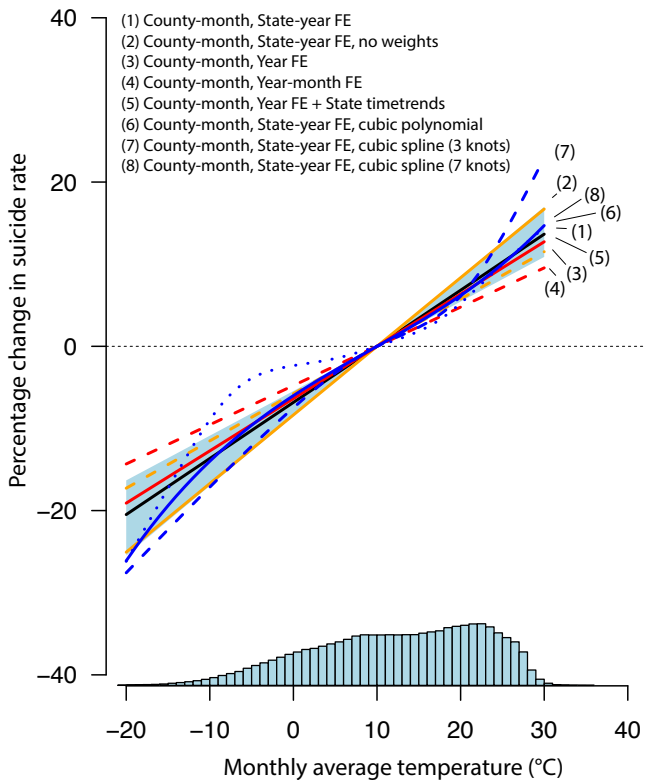 (1) County-month, State-year FE
(2) County-month, State-year FE, no weights
(3) County-month, Year FE
(4) County-month, Year-month FE
(5) County-month, Year FE + State timetrends
(6) County-month, State-year FE, cubic polynomial
(7) County-month, State-year FE, cubic spline (3 knots)
(8) County-month, State-year FE, cubic spline (7 knots)
(7)
(2)
(8)
(6)
(1)
(5)
(3)
(4)
40
20
0
−20
−40
Percentage change in suicide rate
−20 −10 0 10 20 30 40
Monthly average temperature (°C)